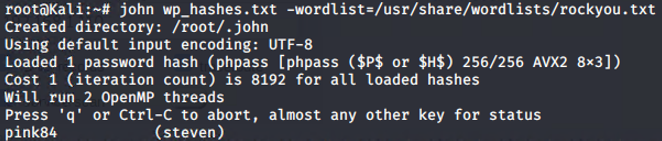 root@Kali:~# john wp_hashes.txt -wordlist=/usr/share/wordlists/rockyou.txt
Created directory: /root/.john
Using default input encoding: UTF-8
Loaded 1 password hash (phpass [phpass ($P$ or $H$) 256/256 AVX2 8×3])
Cost 1 (iteration count) is 8192 for all loaded hashes
Will run 2 OpenMP threads
Press 'q' or Ctrl-C to abort, almost any other key for status
pink84           (steven)